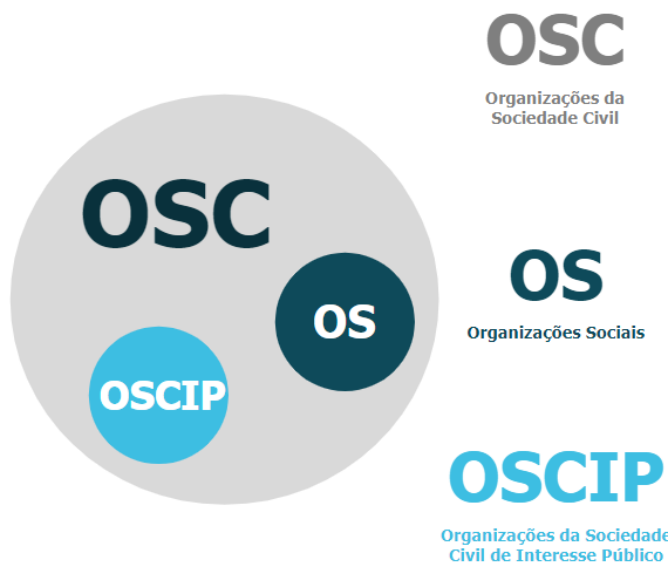 OSC
Organizações da
Sociedade Civil
OSC
OS
OS
Organizações Sociais
OSCIP
OSCIP
Organizações da Sociedade
Civil de Interesse Público